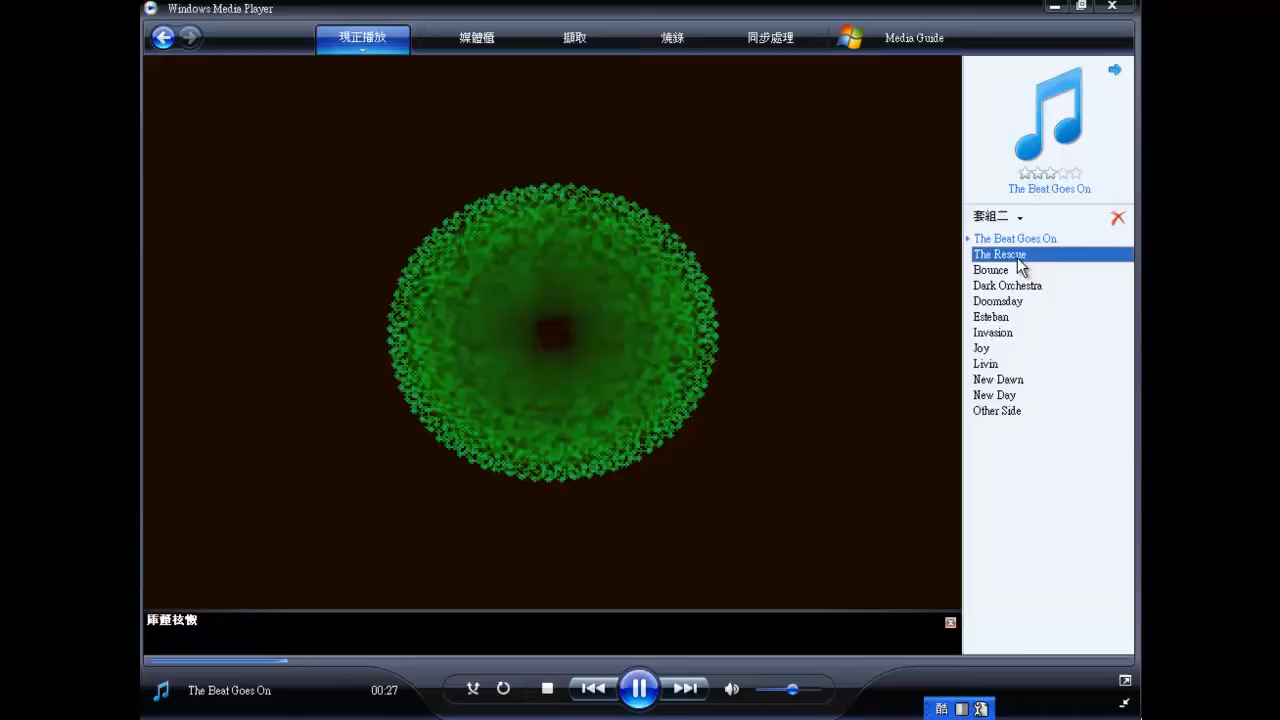 Windows Media Player
現正播放 媒體櫃 擷取 燒錄 同步處理 Media Guide
The Beat Goes On
套組二
The Beat Goes On
The Rescue
Bounce
Dark Orchestra
Doomsday
Esteban
Invasion
Joy
Livin
New Dawn
New Day
Other Side
The Beat Goes On 00:27
酷